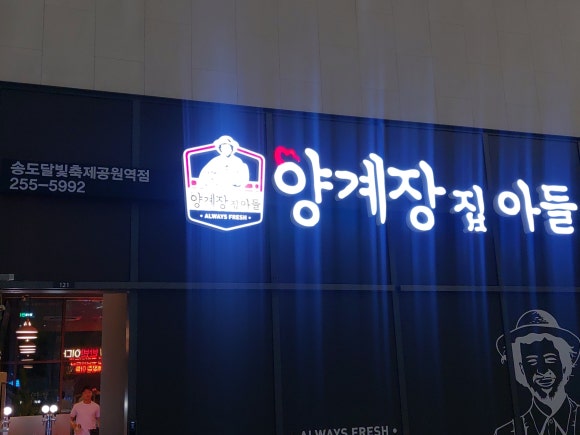 송도달빛축제공원역점
255-5992
양계장 집 아들
• ALWAYS FRESH •
양계장 집 아들
121
ALWAYS FRESH •